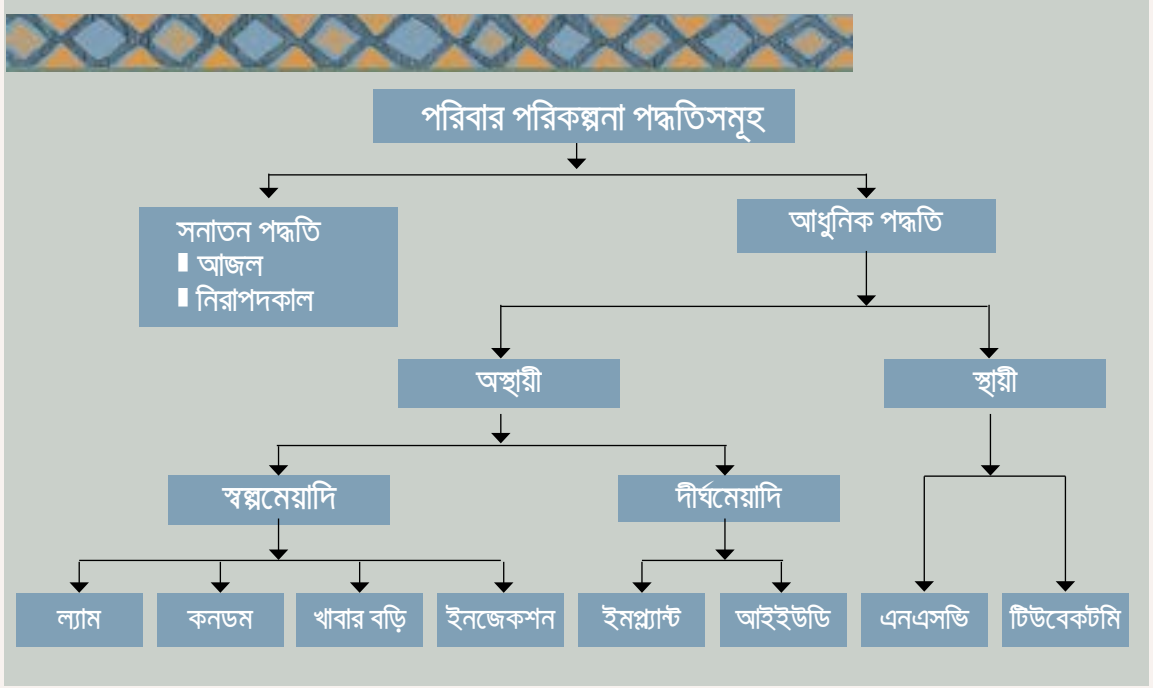 পরিবার পরিকল্পনা পদ্ধতিসমূহ
সনাতন পদ্ধতি
আজল
নিরাপদকাল
আধুনিক পদ্ধতি
অস্থায়ী
স্থায়ী
স্বল্পমেয়াদি
দীর্ঘমেয়াদি
ল্যাম
কনডম
খাবার বড়ি
ইনজেকশন
ইমপ্ল্যান্ট
আইইউডি
এনএসভি
টিউবেকটমি